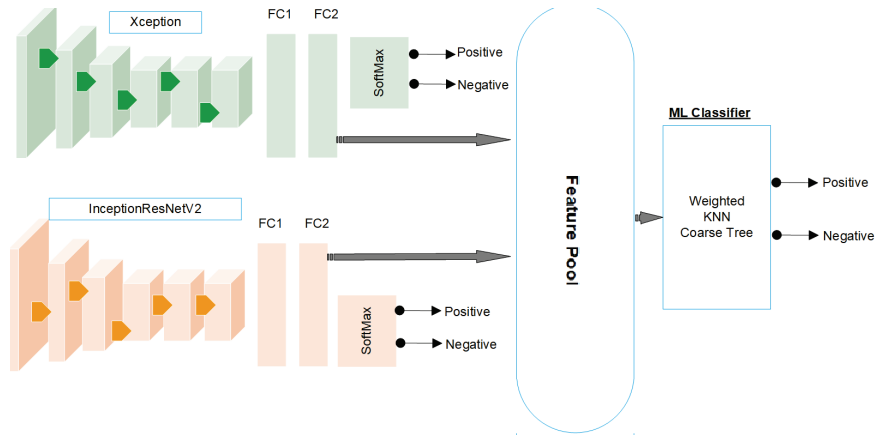 Xception
FC1
FC2
SoftMax
Positive
Negative
InceptionResNetV2
FC1
FC2
SoftMax
Positive
Negative
Feature Pool
ML Classifier
Weighted
KNN
Coarse Tree
Positive
Negative